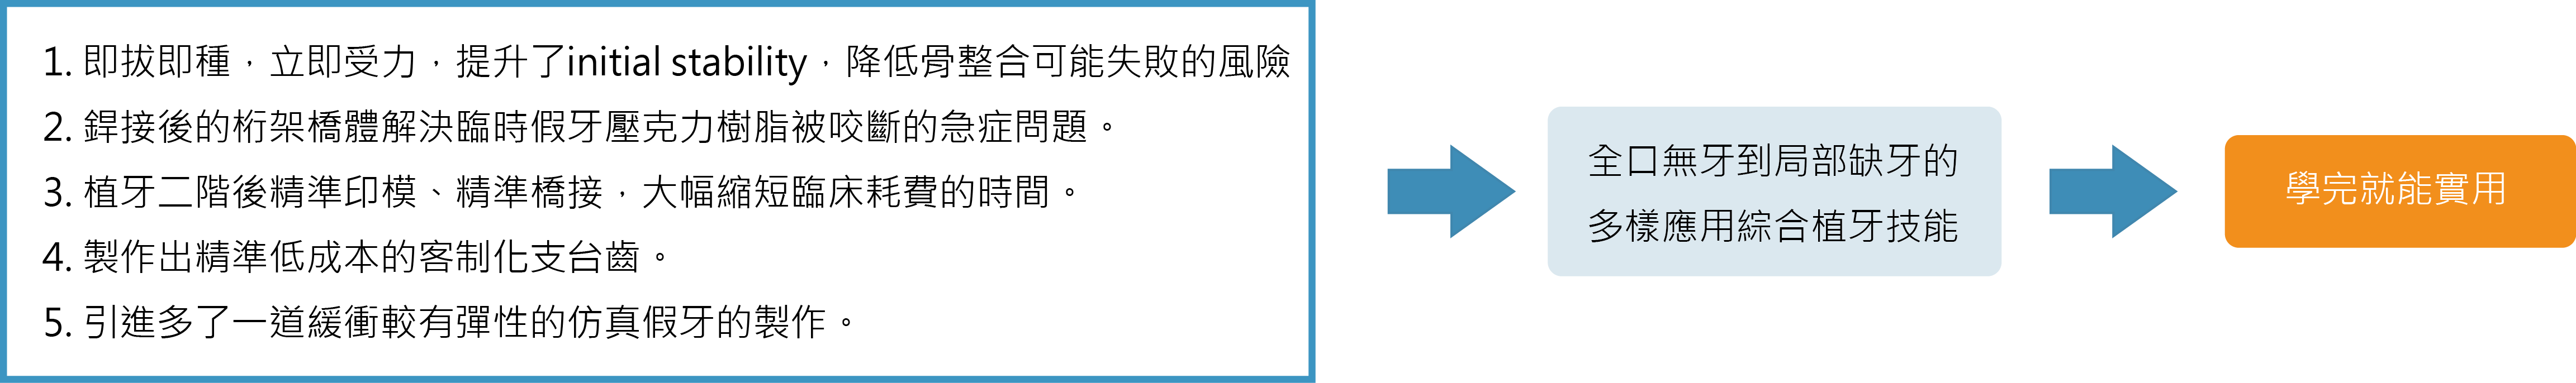 1. 即拔即種，立即受力，提升了initial stability，降低骨整合可能失敗的風險
2. 銲接後的桁架橋體解決臨時假牙壓克力樹脂被咬斷的急症問題。
3. 植牙二階後精準印模、精準橋接，大幅縮短臨床耗費的時間。
4. 製作出精準低成本的客制化支台齒。
5. 引進多了一道緩衝較有彈性的仿真假牙的製作。
全口無牙到局部缺牙的
多樣應用綜合植牙技能
學完就能實用